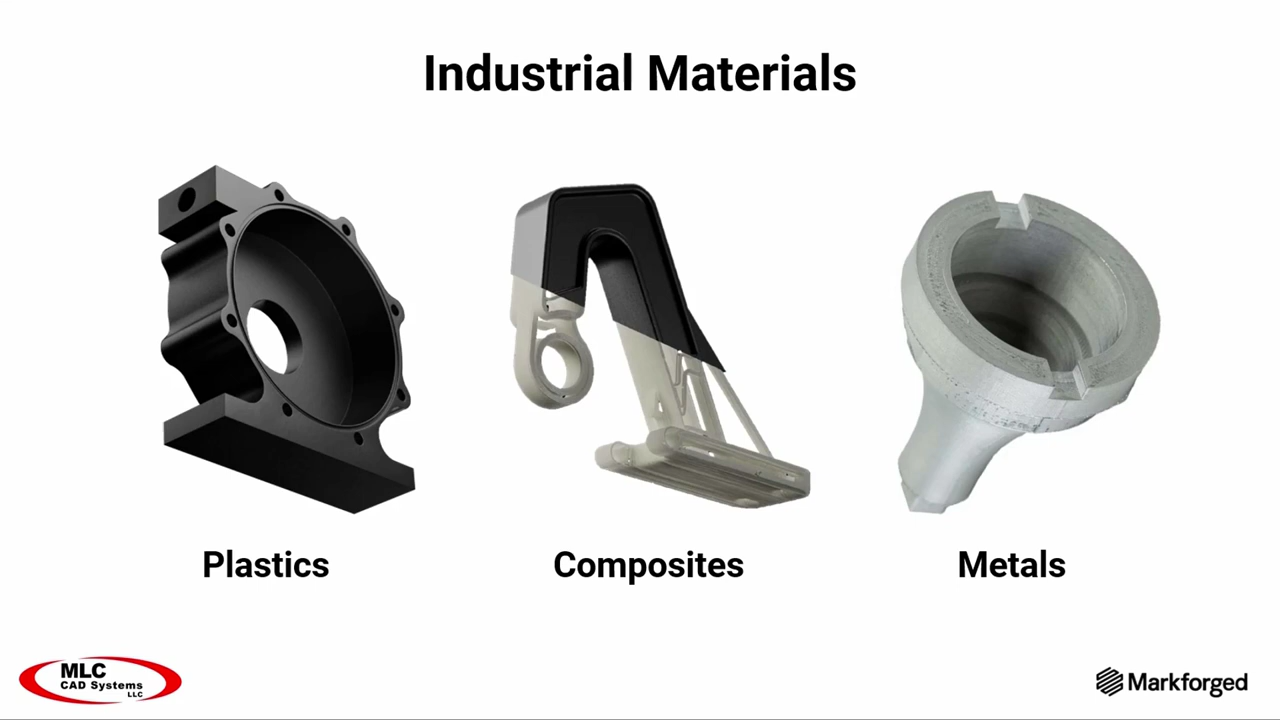 Industrial Materials
Plastics
Composites
Metals
MLC
CAD Systems
LLC
Markforged